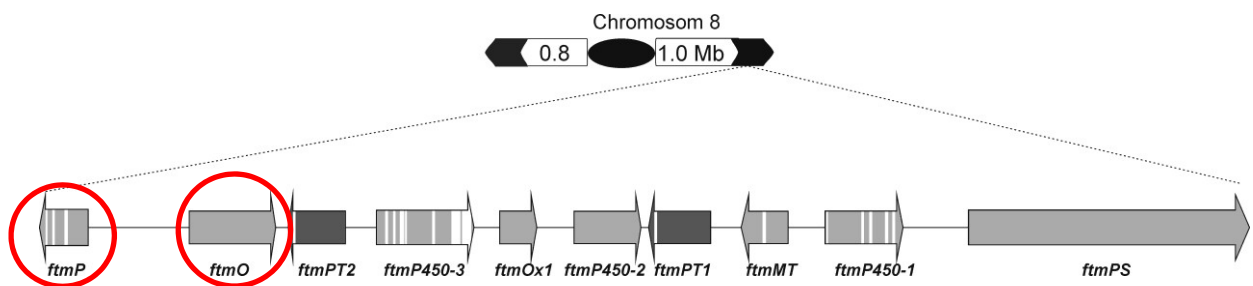 Chromosom 8
0.8 1.0 Mb
ftmP ftmO ftmPT2 ftmP450-3 ftmOx1 ftmP450-2 ftmPT1 ftmMT ftmP450-1 ftmPS